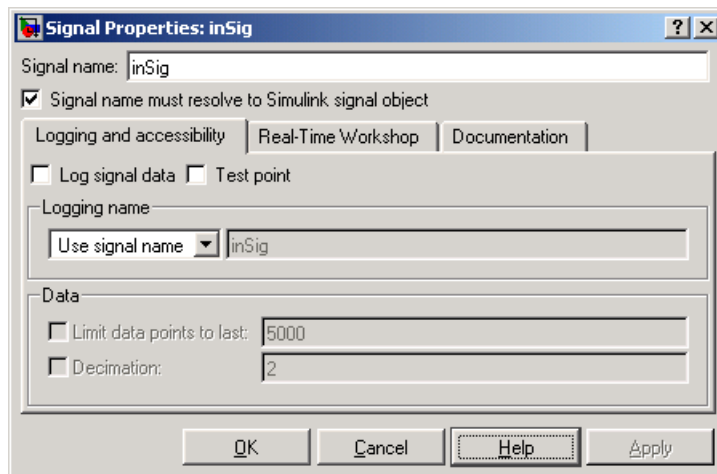 Signal Properties: inSig
Signal name: inSig
Signal name must resolve to Simulink signal object
Logging and accessibility Real-Time Workshop Documentation
Log signal data Test point
Logging name
Use signal name inSig
Data
Limit data points to last: 5000
Decimation: 2
OK Cancel Help Apply